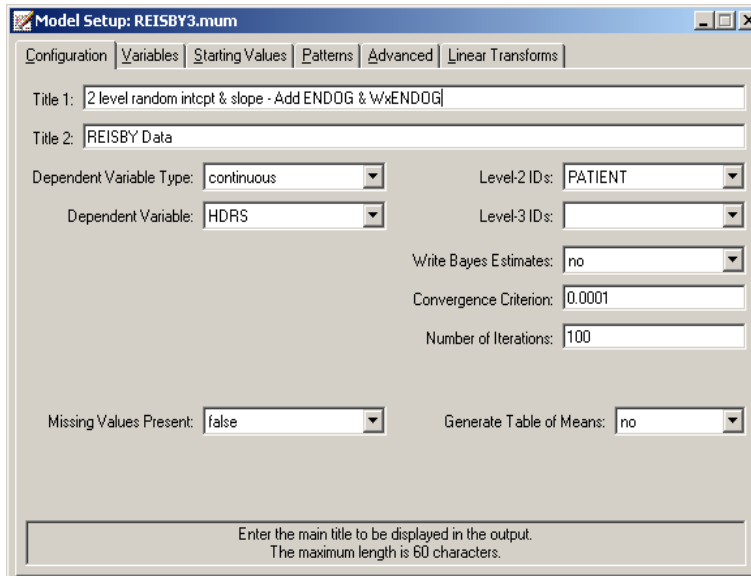 Model Setup: REISBY3.mum
Configuration Variables Starting Values Patterns Advanced Linear Transforms
Title 1: 2 level random intcpt & slope - Add ENDOG & WxENDOG
Title 2: REISBY Data
Dependent Variable Type: continuous Level-2 IDs: PATIENT
Dependent Variable: HDRS Level-3 IDs:
Write Bayes Estimates: no
Convergence Criterion: 0.0001
Number of Iterations: 100
Missing Values Present: false Generate Table of Means: no
Enter the main title to be displayed in the output.
The maximum length is 60 characters.